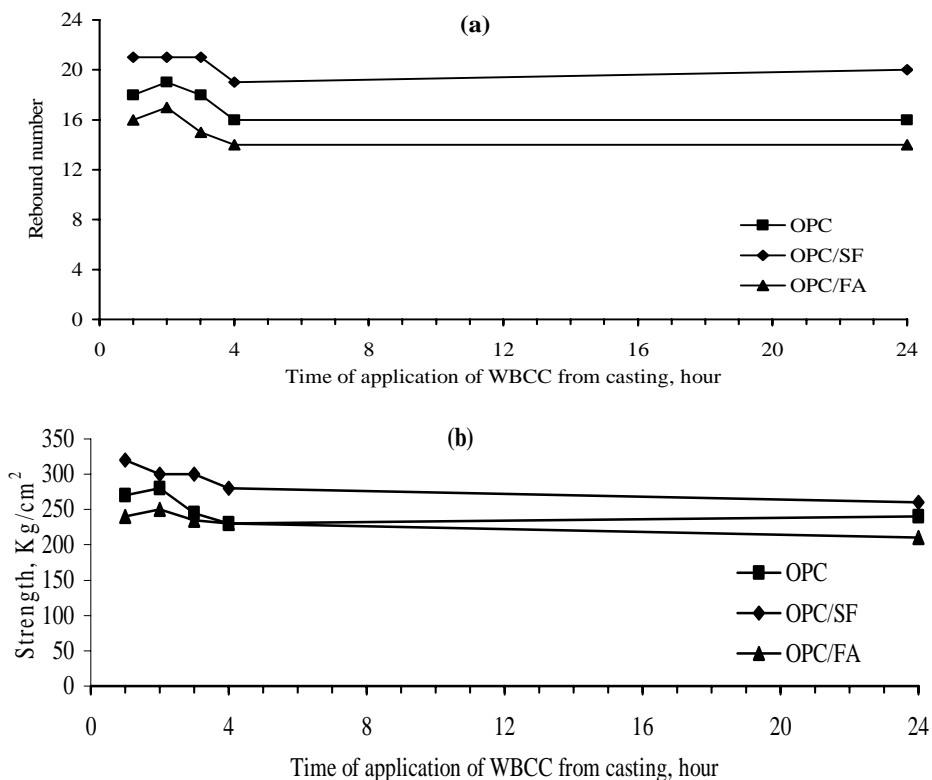 (a)
24
20
16
12
8
4
0
Rebound number
OPC
OPC/SF
OPC/FA
0 4 8 12 16 20 24
Time of application of WBCC from casting, hour
(b)
350
300
250
200
150
100
50
0
Strength, Kg/cm²
OPC
OPC/SF
OPC/FA
0 4 8 12 16 20 24
Time of application of WBCC from casting, hour